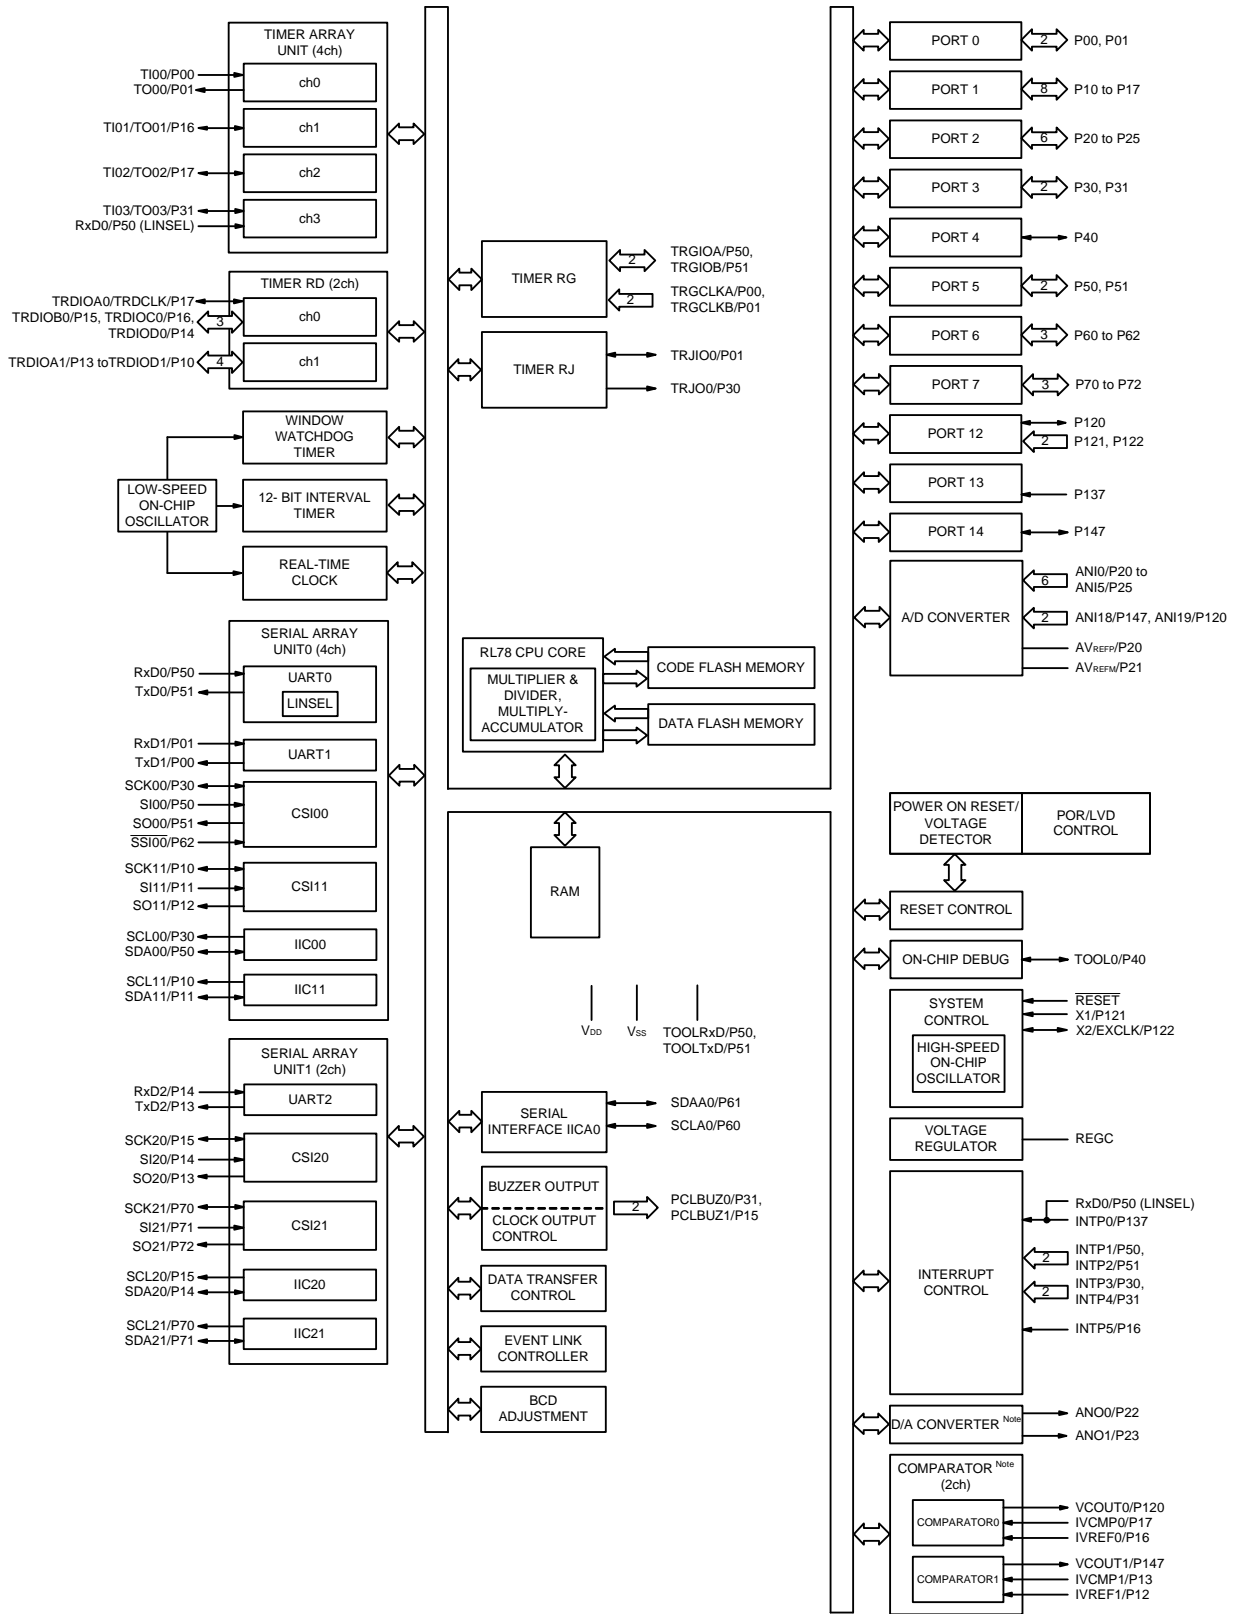 TIMER ARRAY
UNIT (4ch)
TI00/P00
TO00/P01
ch0
TI01/TO01/P16
ch1
TI02/TO02/P17
ch2
TI03/TO03/P31
RxD0/P50 (LINSEL)
ch3
TIMER RD (2ch)
TRDIOA0/TRDCLK/P17
TRDIOB0/P15, TRDIOC0/P16,
TRDIOD0/P14
3
ch0
TRDIOA1/P13 toTRDIOD1/P10
4
ch1
WINDOW
WATCHDOG
TIMER
LOW-SPEED
ON-CHIP
OSCILLATOR
12- BIT INTERVAL
TIMER
REAL-TIME
CLOCK
SERIAL ARRAY
UNIT0 (4ch)
RxD0/P50
TxD0/P51
UART0
LINSEL
RxD1/P01
TxD1/P00
UART1
SCK00/P30
SI00/P50
SO00/P51
SSI00/P62
CSI00
SCK11/P10
SI11/P11
SO11/P12
CSI11
SCL00/P30
SDA00/P50
IIC00
SCL11/P10
SDA11/P11
IIC11
SERIAL ARRAY
UNIT1 (2ch)
RxD2/P14
TxD2/P13
UART2
SCK20/P15
SI20/P14
SO20/P13
CSI20
SCK21/P70
SI21/P71
SO21/P72
CSI21
SCL20/P15
SDA20/P14
IIC20
SCL21/P70
SDA21/P71
IIC21
TIMER RG
2
TRGIOA/P50,
TRGIOB/P51
2
TRGCLKA/P00,
TRGCLKB/P01
TIMER RJ
TRJIO0/P01
TRJO0/P30
RL78 CPU CORE
MULTIPLIER &
DIVIDER,
MULTIPLY-
ACCUMULATOR
CODE FLASH MEMORY
DATA FLASH MEMORY
RAM
VDD
VSS
TOOLRxD/P50,
TOOLTxD/P51
SERIAL
INTERFACE IICA0
SDAA0/P61
SCLA0/P60
BUZZER OUTPUT
CLOCK OUTPUT
CONTROL
2
PCLBUZ0/P31,
PCLBUZ1/P15
DATA TRANSFER
CONTROL
EVENT LINK
CONTROLLER
BCD
ADJUSTMENT
PORT 0
2
P00, P01
PORT 1
8
P10 to P17
PORT 2
6
P20 to P25
PORT 3
2
P30, P31
PORT 4
P40
PORT 5
2
P50, P51
PORT 6
3
P60 to P62
PORT 7
3
P70 to P72
PORT 12
P120
2
P121, P122
PORT 13
P137
PORT 14
P147
A/D CONVERTER
6
ANI0/P20 to
ANI5/P25
2
ANI18/P147, ANI19/P120
AVREFP/P20
AVREFM/P21
POWER ON RESET/
VOLTAGE
DETECTOR
POR/LVD
CONTROL
RESET CONTROL
ON-CHIP DEBUG
TOOL0/P40
SYSTEM
CONTROL
HIGH-SPEED
ON-CHIP
OSCILLATOR
RESET
X1/P121
X2/EXCLK/P122
VOLTAGE
REGULATOR
REGC
INTERRUPT
CONTROL
RxD0/P50 (LINSEL)
INTP0/P137
2
INTP1/P50,
INTP2/P51
2
INTP3/P30,
INTP4/P31
INTP5/P16
D/A CONVERTER Note
ANO0/P22
ANO1/P23
COMPARATOR Note
(2ch)
COMPARATOR0
VCOUT0/P120
IVCMP0/P17
IVREF0/P16
COMPARATOR1
VCOUT1/P147
IVCMP1/P13
IVREF1/P12